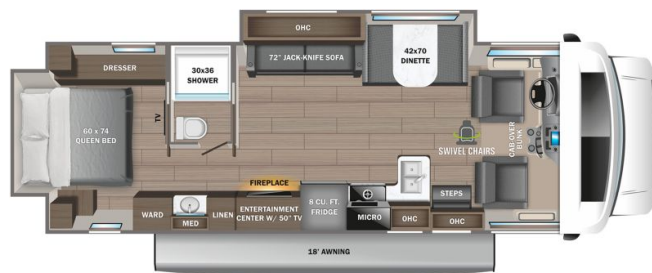 OHC
72" JACK-KNIFE SOFA
42x70
DINETTE
DRESSER
30x36
SHOWER
TV
60 x 74
QUEEN BED
SWIVEL CHAIRS
CAB OVER
BUNK
FIREPLACE
WARD
MED
LINEN
ENTERTAINMENT
CENTER W/ 50" TV
8 CU. FT.
FRIDGE
MICRO
OHC
STEPS
OHC
18' AWNING